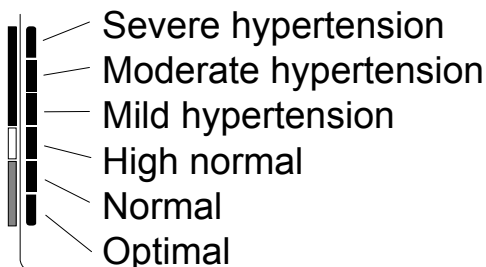 Severe hypertension
Moderate hypertension
Mild hypertension
High normal
Normal
Optimal